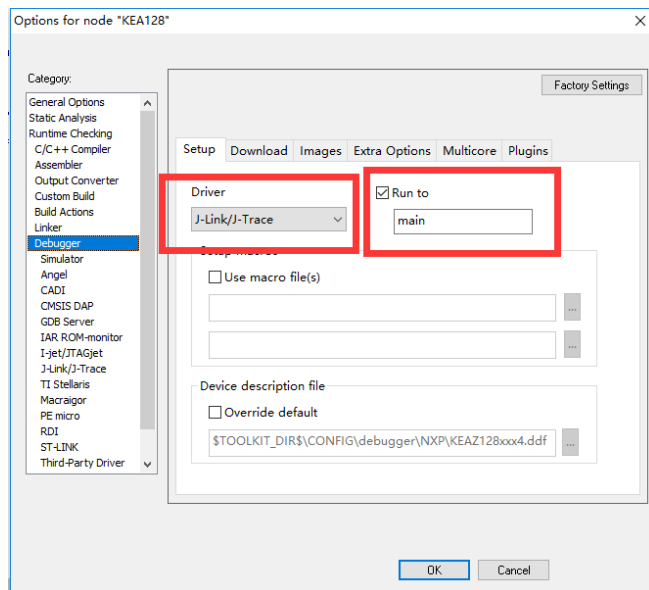 Options for node "KEA128"
Category:
General Options
Static Analysis
Runtime Checking
C/C++ Compiler
Assembler
Output Converter
Custom Build
Build Actions
Linker
Debugger
Simulator
Angel
CADI
CMSIS DAP
GDB Server
IAR ROM-monitor
I-jet/JTAGjet
J-Link/J-Trace
TI Stellaris
Macraigor
PE micro
RDI
ST-LINK
Third-Party Driver
Factory Settings
Setup Download Images Extra Options Multicore Plugins
Driver
J-Link/J-Trace
Run to
main
Setup macros
Use macro file(s)
...
...
Device description file
Override default
$TOOLKIT_DIR$\CONFIG\debugger\NXP\KEAZ128xxx4.ddf
...
OK Cancel